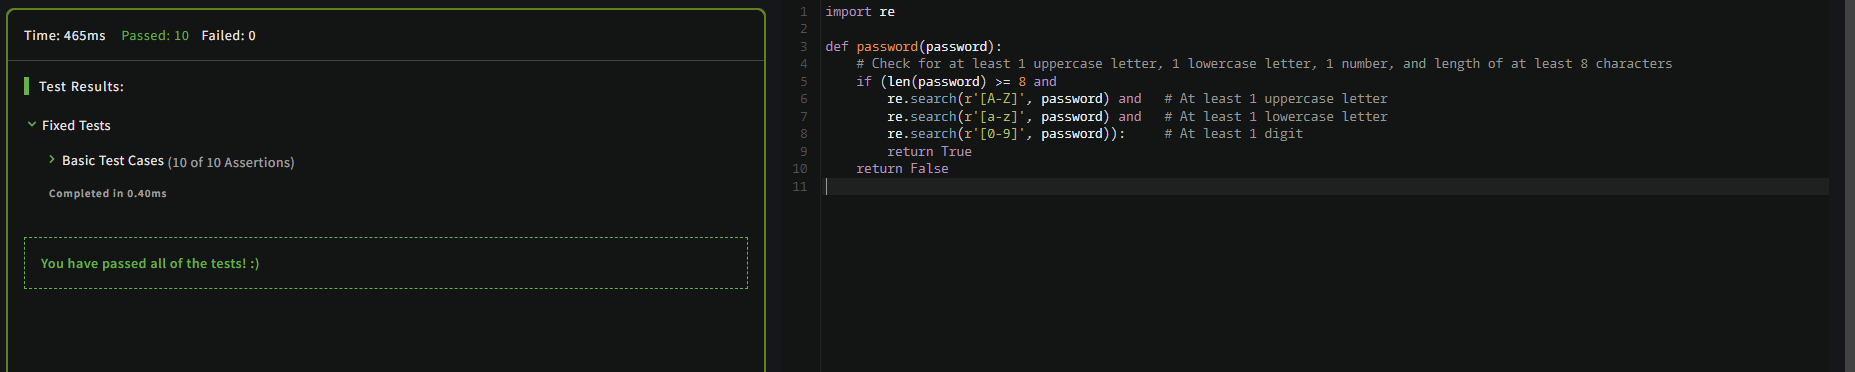 Time: 465ms Passed: 10 Failed: 0
Test Results:
Fixed Tests
Basic Test Cases (10 of 10 Assertions)
Completed in 0.40ms
You have passed all of the tests! :)
1 import re
2
3 def password(password):
4     # Check for at least 1 uppercase letter, 1 lowercase letter, 1 number, and length of at least 8 characters
5     if (len(password) >= 8 and
6         re.search(r'[A-Z]', password) and   # At least 1 uppercase letter
7         re.search(r'[a-z]', password) and   # At least 1 lowercase letter
8         re.search(r'[0-9]', password)):     # At least 1 digit
9         return True
10     return False
11